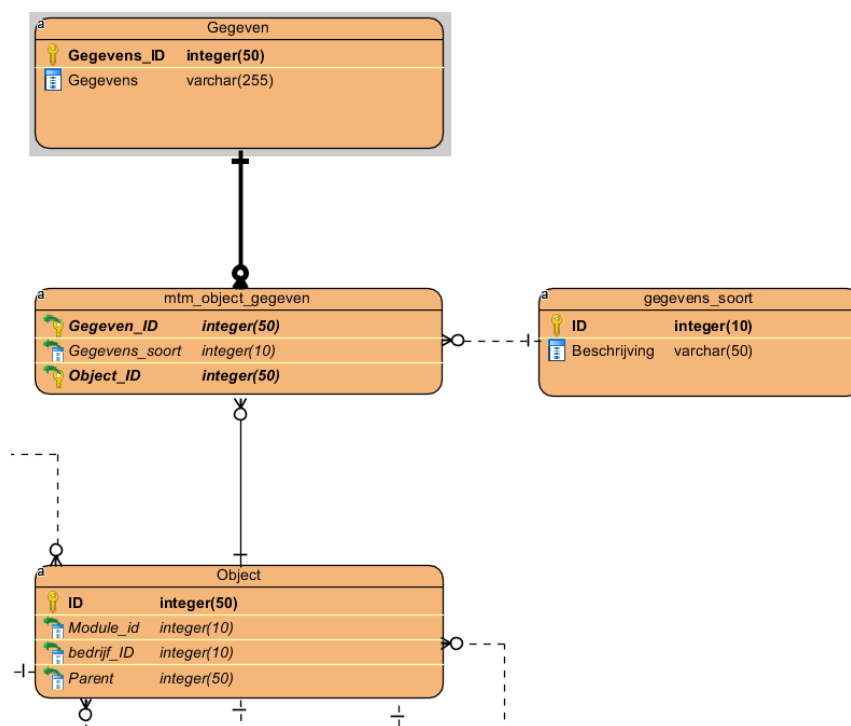 a
Gegeven
Gegevens_ID integer(50)
Gegevens varchar(255)
a
mtm_object_gegeven
Gegeven_ID integer(50)
Gegevens_soort integer(10)
Object_ID integer(50)
a
gegevens_soort
ID integer(10)
Beschrijving varchar(50)
a
Object
ID integer(50)
Module_id integer(10)
bedrijf_ID integer(10)
Parent integer(50)